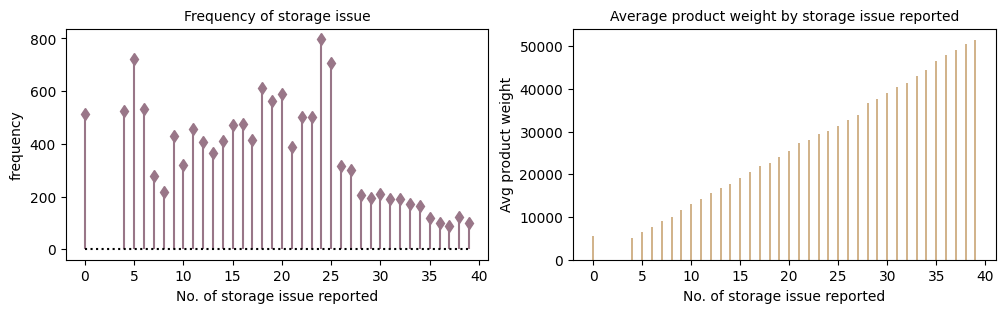 Frequency of storage issue
800
600
400
200
0
frequency
0 5 10 15 20 25 30 35 40
No. of storage issue reported
Average product weight by storage issue reported
50000
40000
30000
20000
10000
0
Avg product weight
0 5 10 15 20 25 30 35 40
No. of storage issue reported